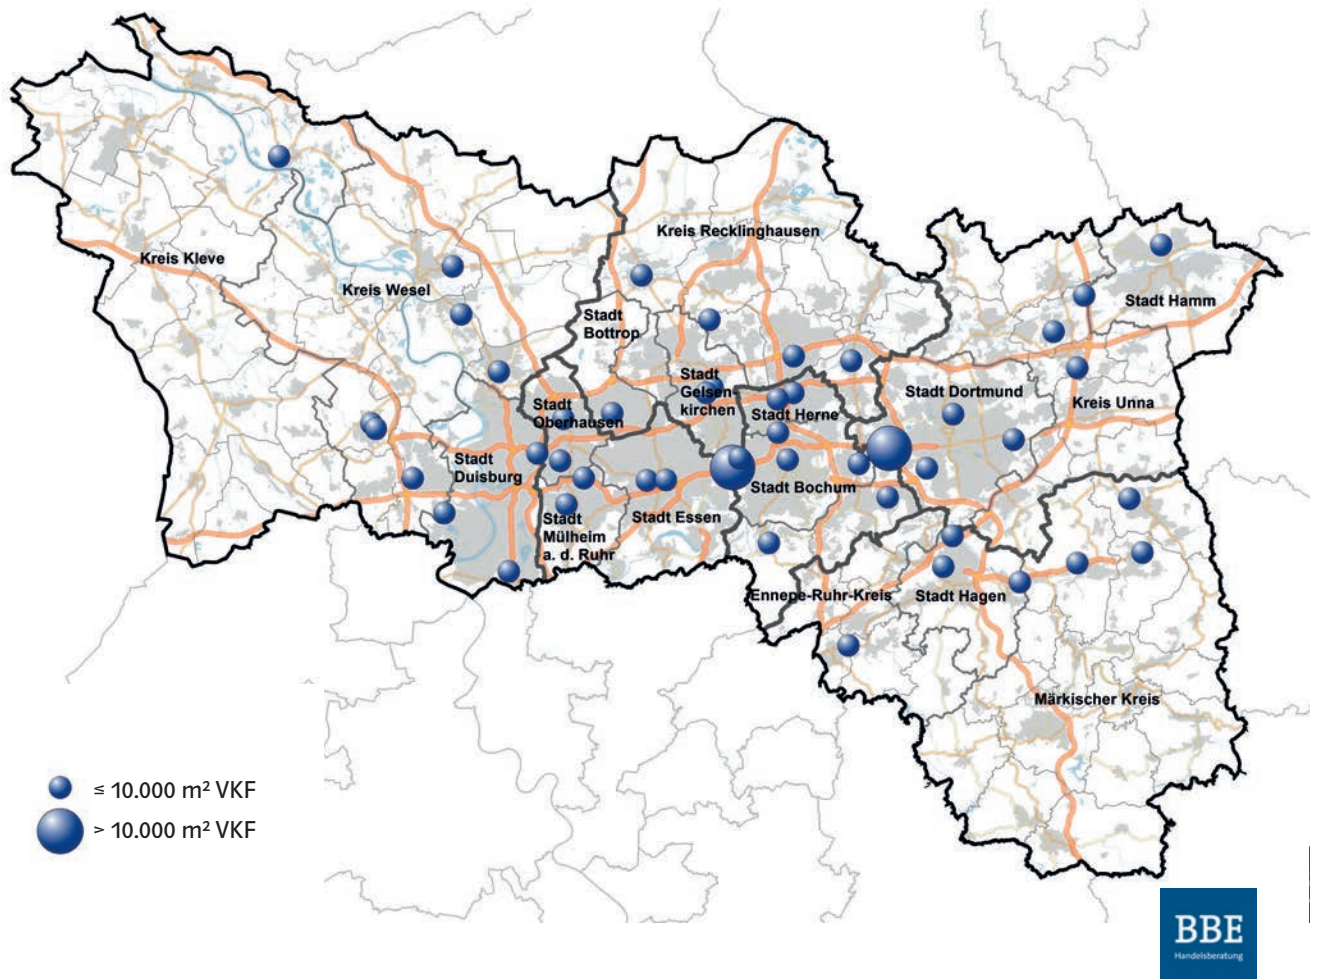 Kreis Recklinghausen
Kreis Kleve
Kreis Wesel
Stadt Hamm
Stadt
Bottrop
Stadt
Gelsen-
kirchen
Stadt Dortmund
Kreis Unna
Stadt
Oberhausen
Stadt Herne
Stadt
Duisburg
Stadt Bochum
Stadt
Mülheim
a. d. Ruhr
Stadt Essen
Ennepe-Ruhr-Kreis
Stadt Hagen
Märkischer Kreis
≤ 10.000 m² VKF
> 10.000 m² VKF
BBE
Handelsberatung